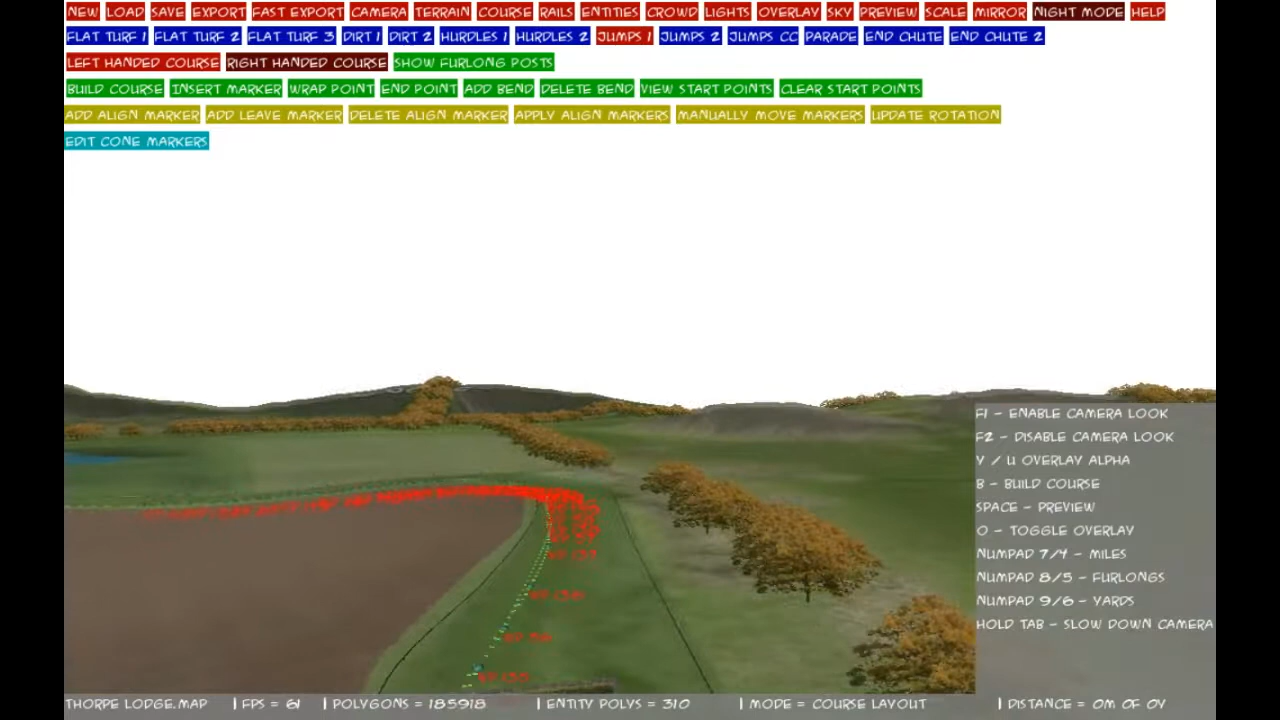 NEW LOAD SAVE EXPORT FAST EXPORT CAMERA TERRAIN COURSE RAILS ENTITIES CROWD LIGHTS OVERLAY SKY PREVIEW SCALE MIRROR NIGHT MODE HELP
FLAT TURF 1 FLAT TURF 2 FLAT TURF 3 DIRT 1 DIRT 2 HURDLES 1 HURDLES 2 JUMPS 1 JUMPS 2 JUMPS CC PARADE END CHUTE END CHUTE 2
LEFT HANDED COURSE RIGHT HANDED COURSE SHOW FURLONG POSTS
BUILD COURSE INSERT MARKER WRAP POINT END POINT ADD BEND DELETE BEND VIEW START POINTS CLEAR START POINTS
ADD ALIGN MARKER ADD LEAVE MARKER DELETE ALIGN MARKER APPLY ALIGN MARKERS MANUALLY MOVE MARKERS UPDATE ROTATION
EDIT CONE MARKERS
F1 - ENABLE CAMERA LOOK
F2 - DISABLE CAMERA LOOK
Y / U OVERLAY ALPHA
B - BUILD COURSE
SPACE - PREVIEW
O - TOGGLE OVERLAY
NUMPAD 7/4 - MILES
NUMPAD 8/5 - FURLONGS
NUMPAD 9/6 - YARDS
HOLD TAB - SLOW DOWN CAMERA
THORPE LODGE.MAP | FPS = 61 | POLYGONS = 185918 | ENTITY POLYS = 310 | MODE = COURSE LAYOUT | DISTANCE = 0M 0F 0Y